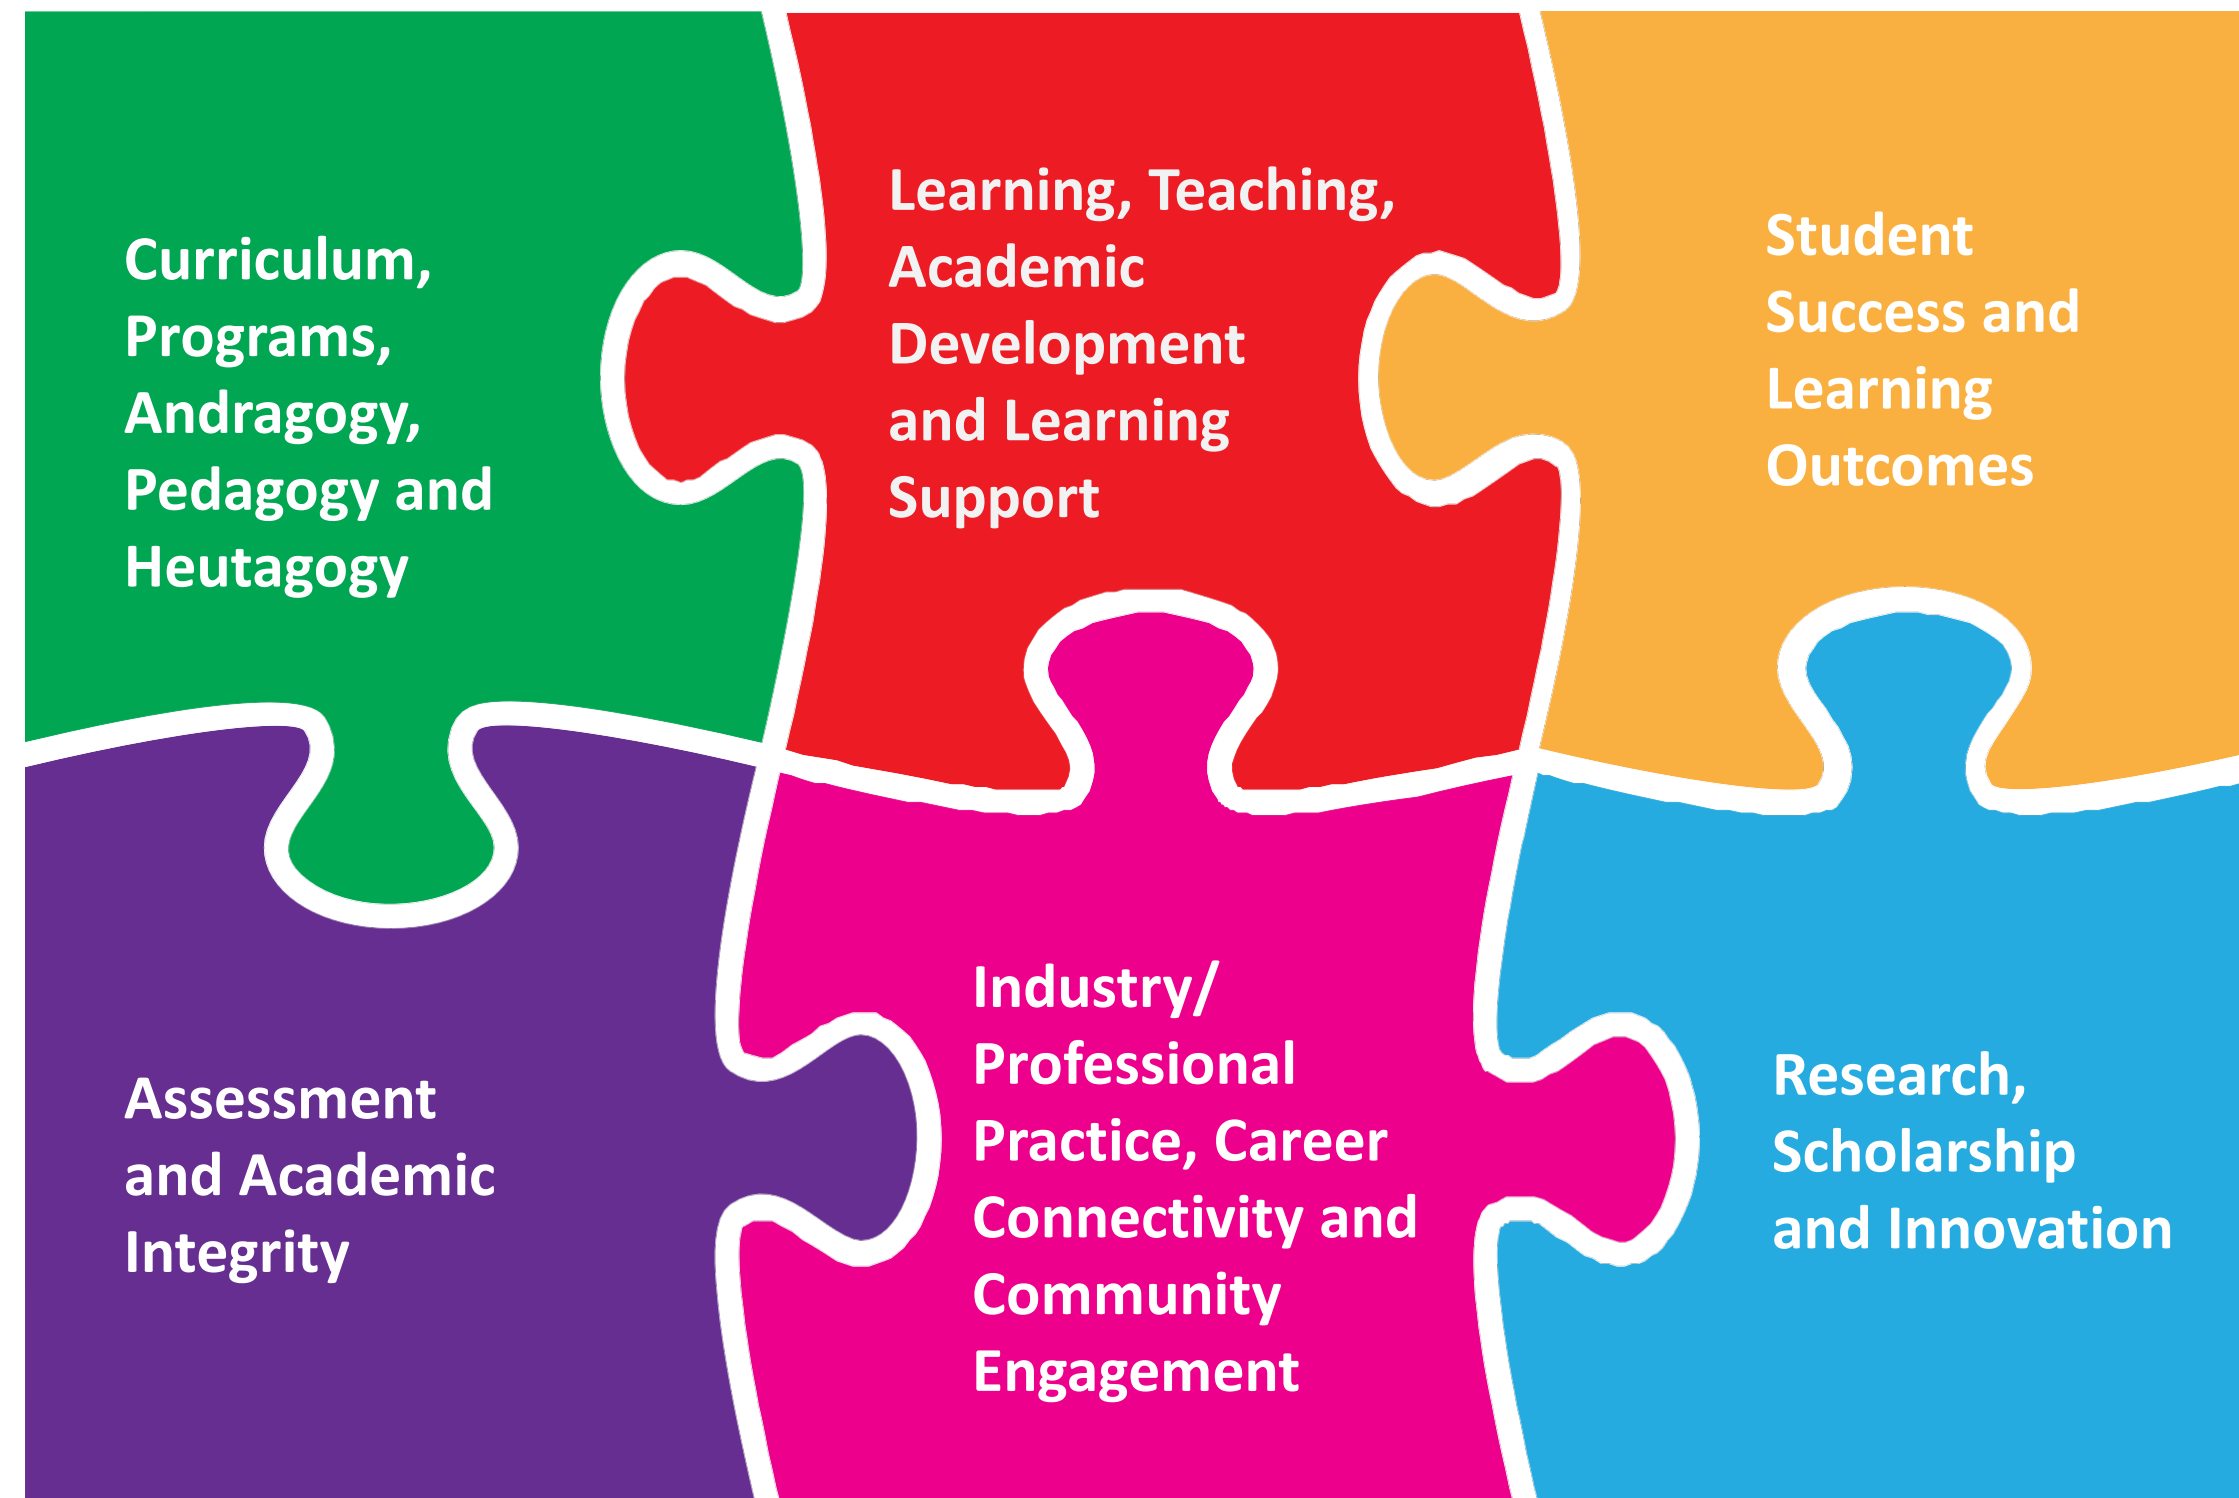 Curriculum,
Programs,
Andragogy,
Pedagogy and
Heutagogy
Learning, Teaching,
Academic
Development
and Learning
Support
Student
Success and
Learning
Outcomes
Assessment
and Academic
Integrity
Industry/
Professional
Practice, Career
Connectivity and
Community
Engagement
Research,
Scholarship
and Innovation